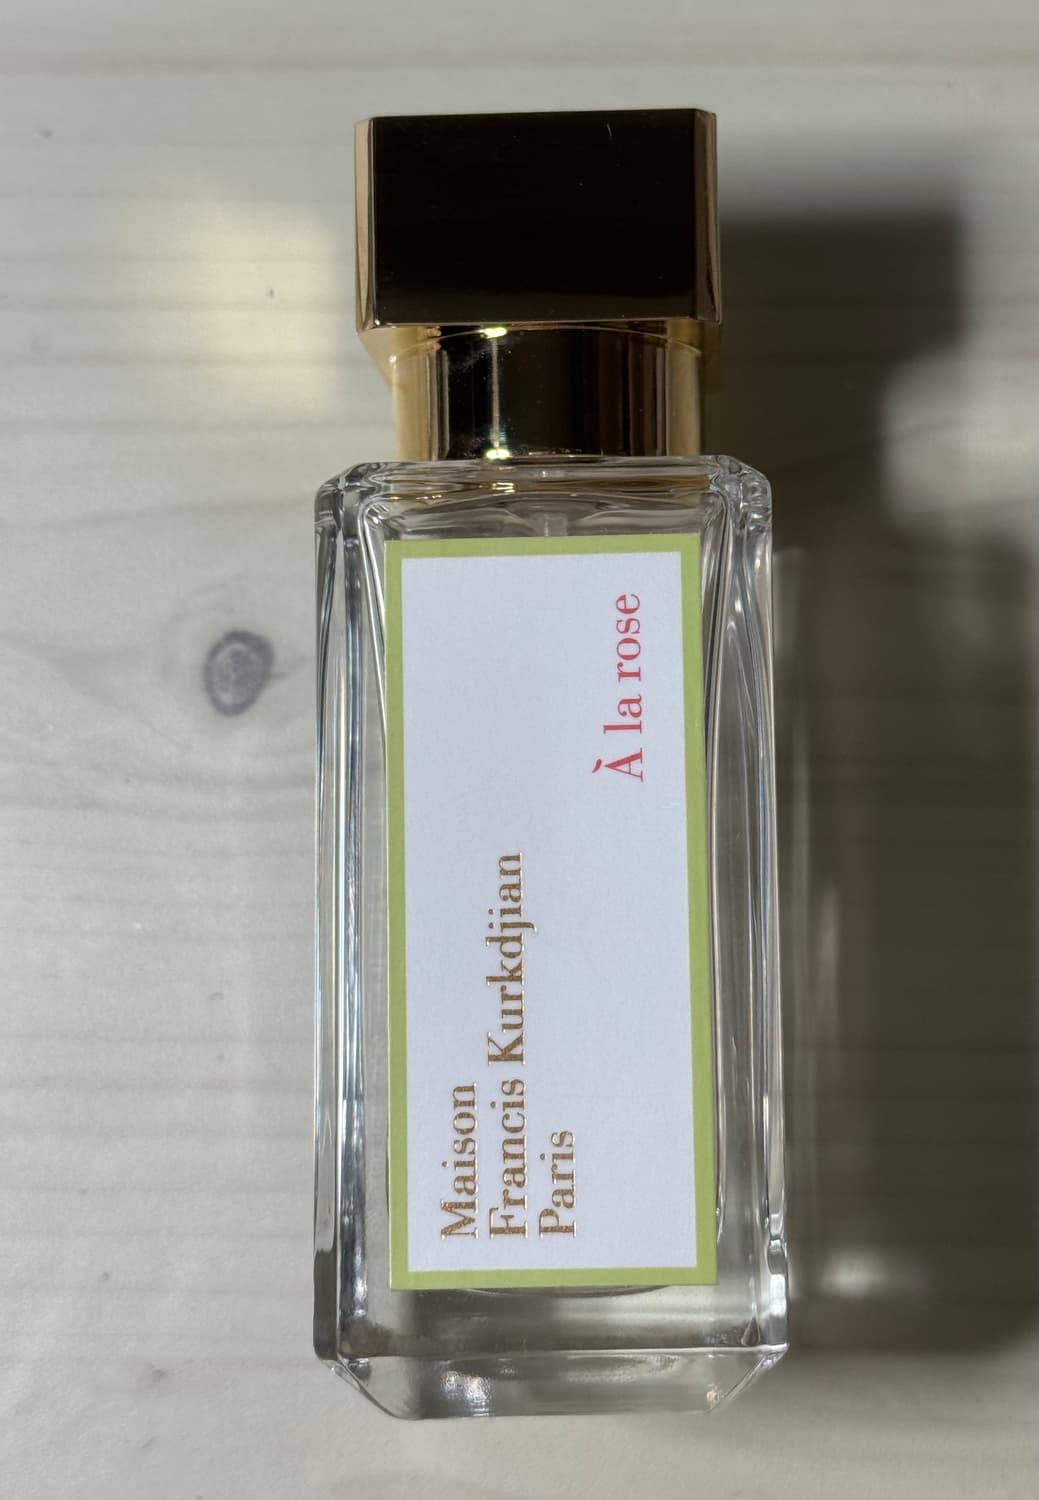 Maison
Francis Kurkdjian
Paris
À la rose